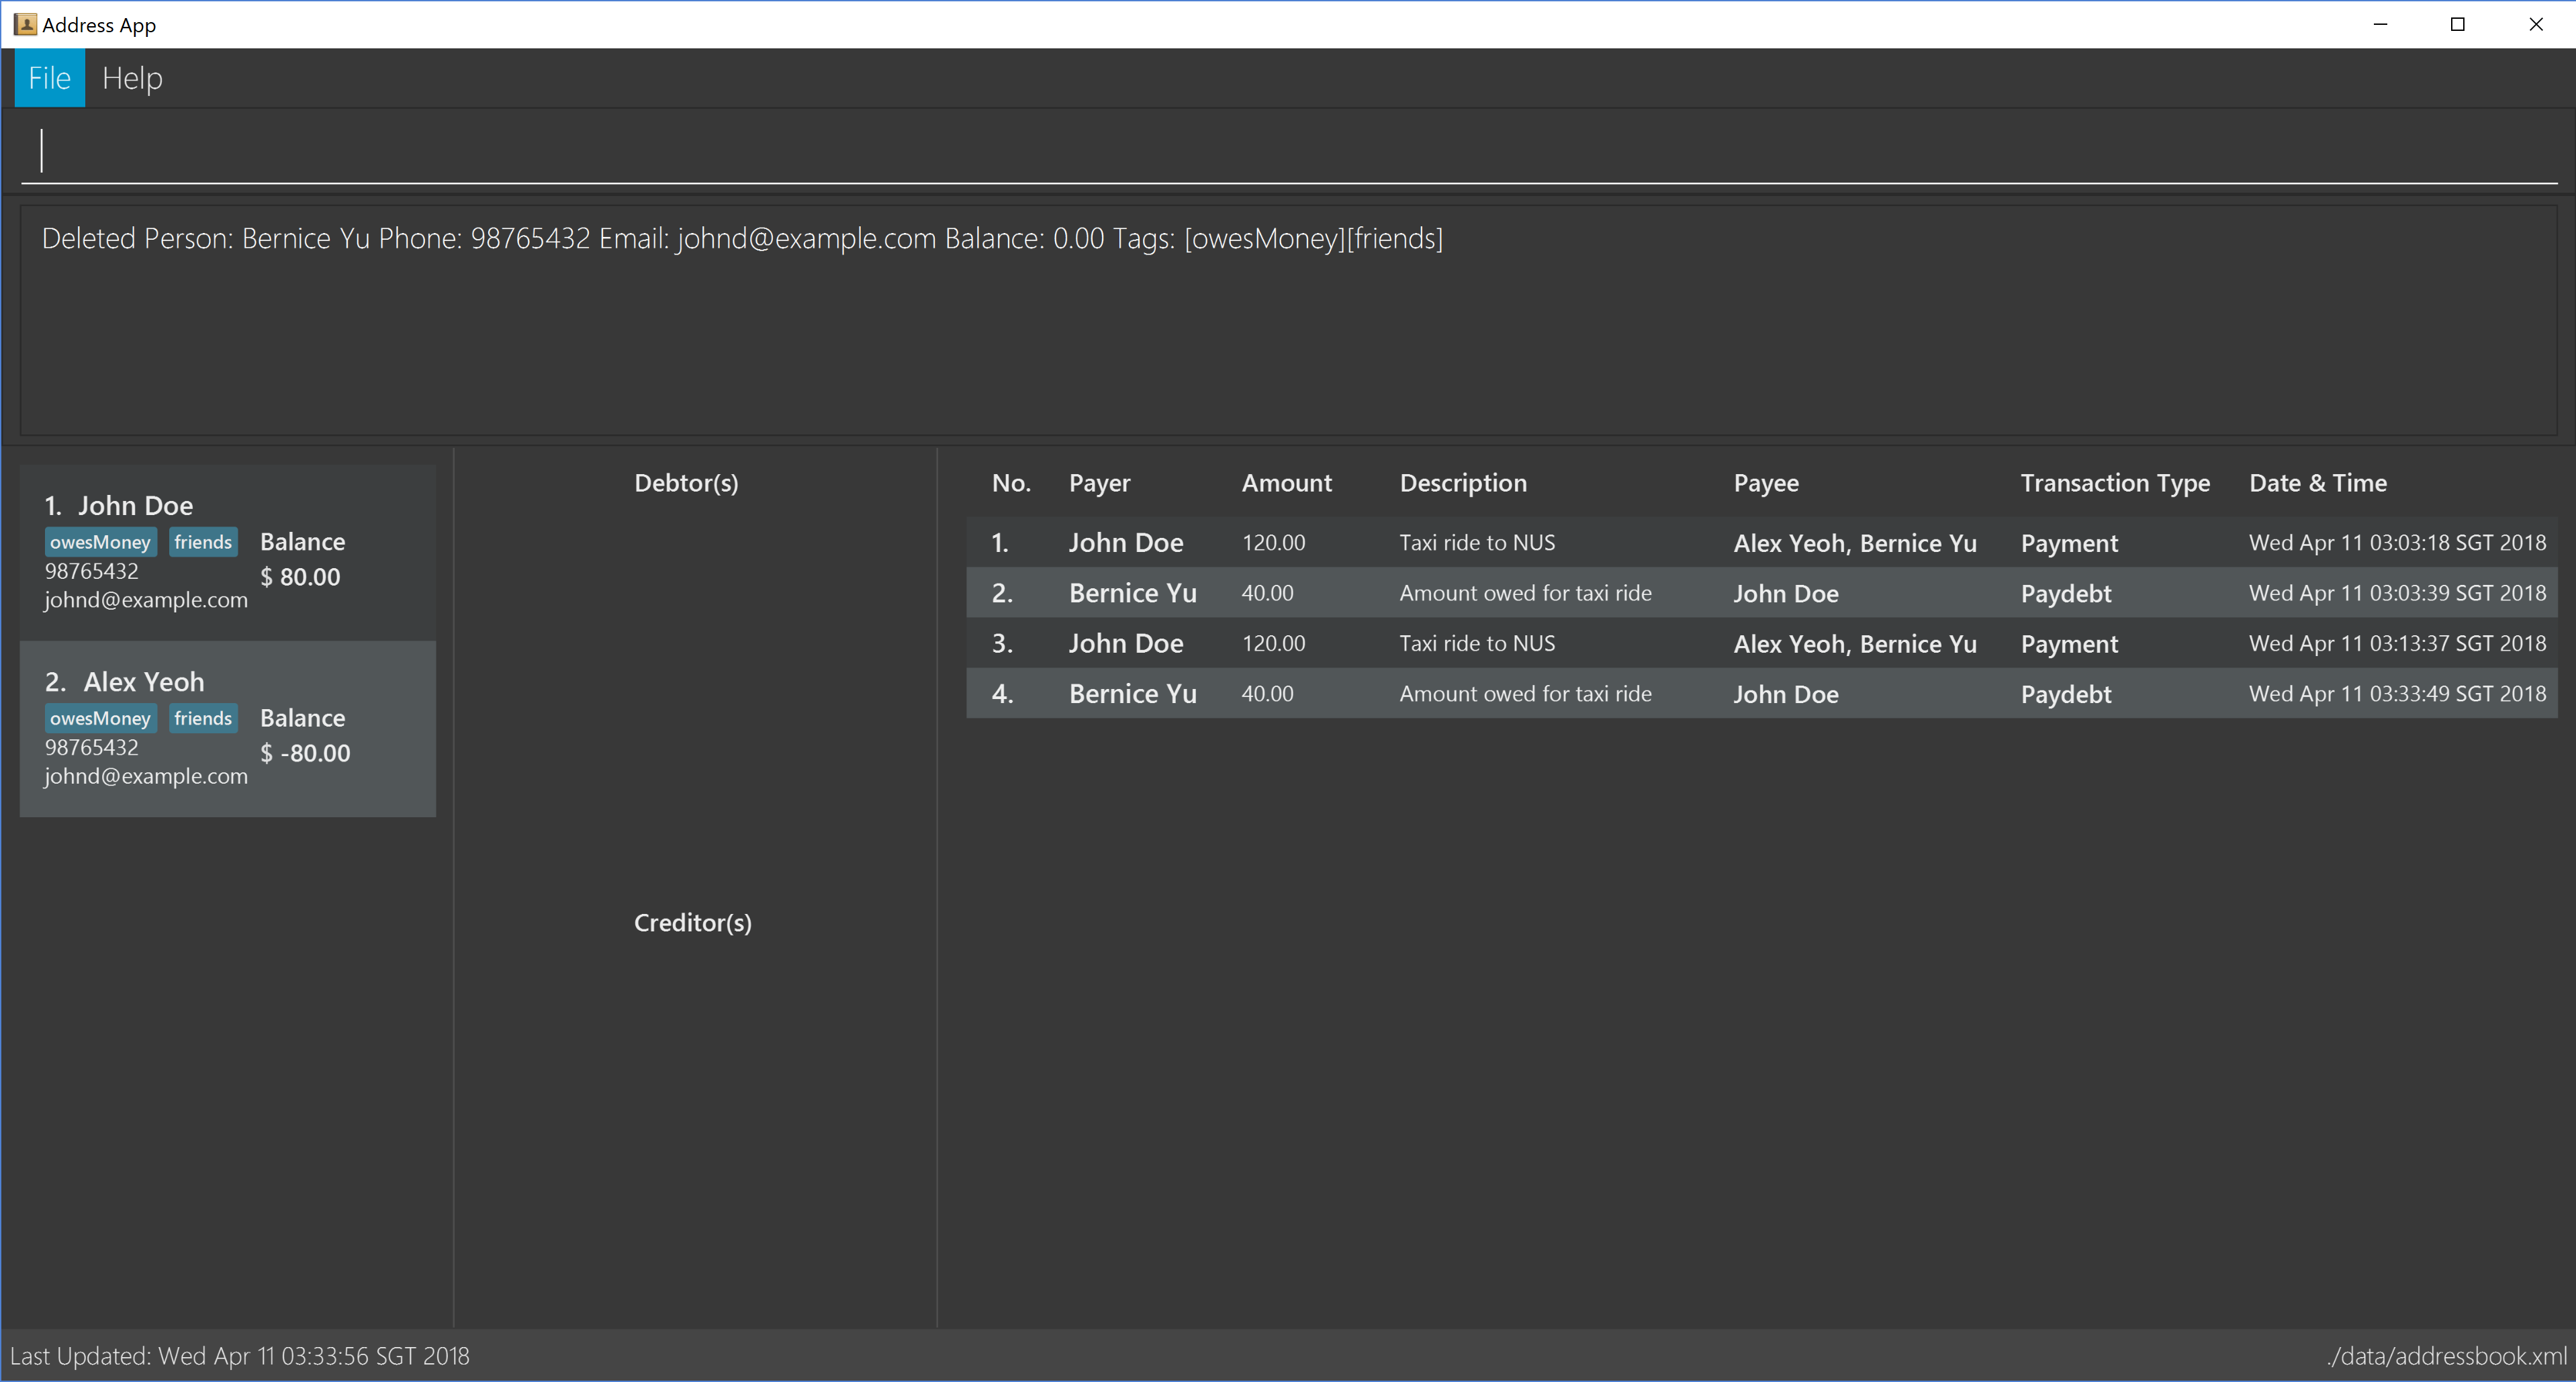 Address App
File Help
Deleted Person: Bernice Yu Phone: 98765432 Email: johnd@example.com Balance: 0.00 Tags: [owesMoney][friends]
1. John Doe
owesMoney friends Balance
98765432 $ 80.00
johnd@example.com
2. Alex Yeoh
owesMoney friends Balance
98765432 $ -80.00
johnd@example.com
Debtor(s)
Creditor(s)
No. Payer Amount Description Payee Transaction Type Date & Time
1. John Doe 120.00 Taxi ride to NUS Alex Yeoh, Bernice Yu Payment Wed Apr 11 03:03:18 SGT 2018
2. Bernice Yu 40.00 Amount owed for taxi ride John Doe Paydebt Wed Apr 11 03:03:39 SGT 2018
3. John Doe 120.00 Taxi ride to NUS Alex Yeoh, Bernice Yu Payment Wed Apr 11 03:13:37 SGT 2018
4. Bernice Yu 40.00 Amount owed for taxi ride John Doe Paydebt Wed Apr 11 03:33:49 SGT 2018
Last Updated: Wed Apr 11 03:33:56 SGT 2018 ./data/addressbook.xml